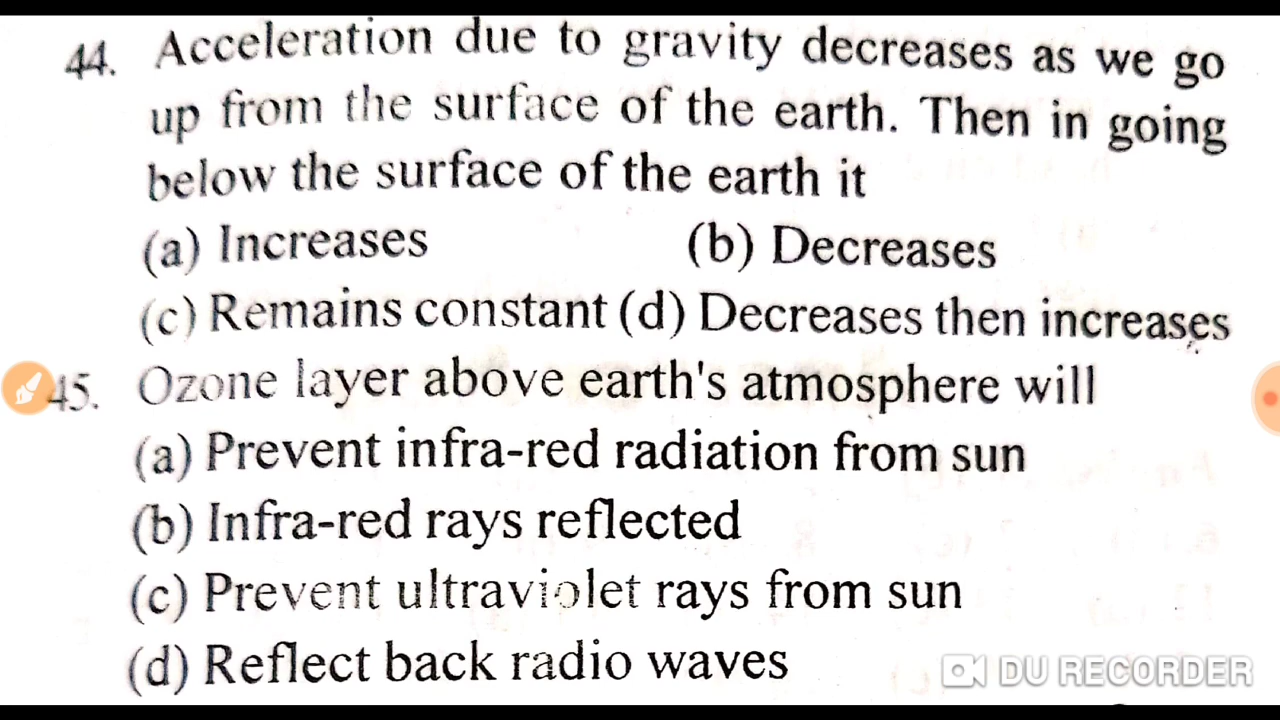 44. Acceleration due to gravity decreases as we go
up from the surface of the earth. Then in going
below the surface of the earth it
(a) Increases (b) Decreases
(c) Remains constant (d) Decreases then increases
45. Ozone layer above earth's atmosphere will
(a) Prevent infra-red radiation from sun
(b) Infra-red rays reflected
(c) Prevent ultraviolet rays from sun
(d) Reflect back radio waves
DU RECORDER